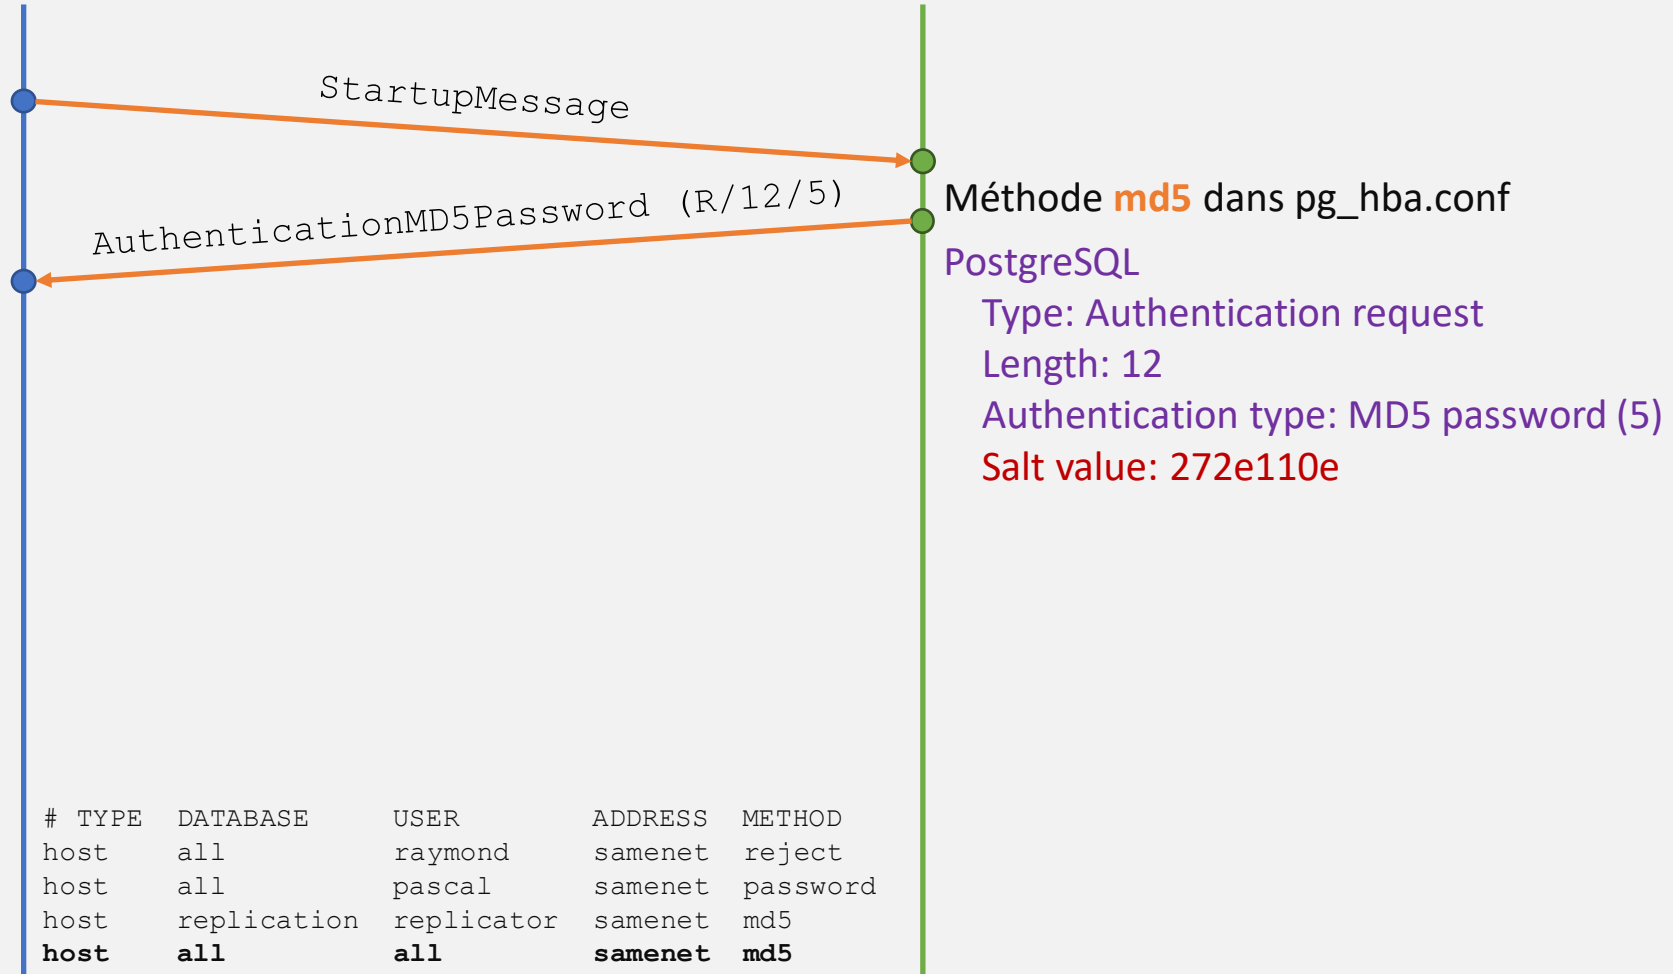 StartupMessage
AuthenticationMD5Password (R/12/5)
Méthode md5 dans pg_hba.conf
PostgreSQL
Type: Authentication request
Length: 12
Authentication type: MD5 password (5)
Salt value: 272e110e
# TYPE  DATABASE     USER        ADDRESS  METHOD
host    all          raymond     samenet  reject
host    all          pascal      samenet  password
host    replication  replicator  samenet  md5
host    all          all         samenet  md5